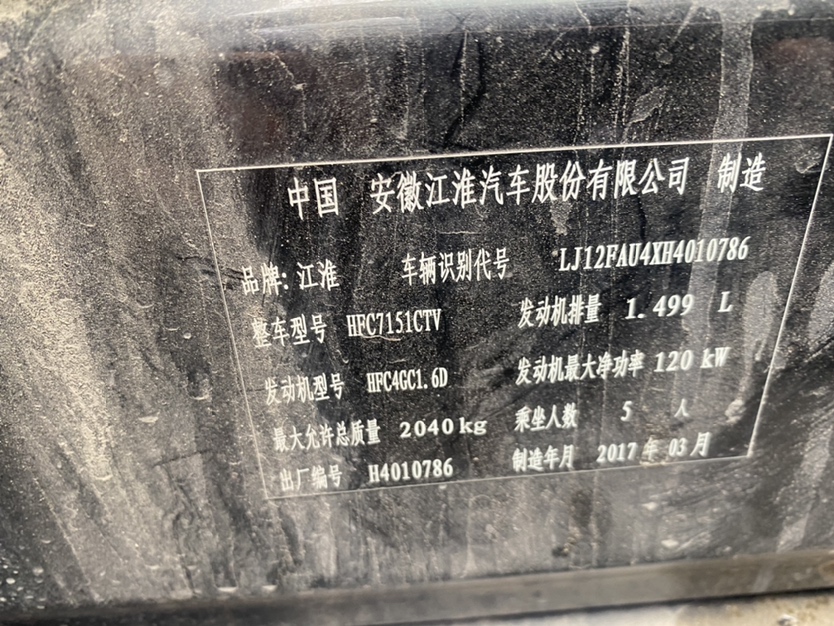 中国 安徽江淮汽车股份有限公司 制造
品牌: 江淮 车辆识别代号 LJ12FAU4XH4010786
整车型号 HFC7151CTV 发动机排量 1.499 L
发动机型号 HFC4GC1.6D 发动机最大净功率 120 kW
最大允许总质量 2040kg 乘坐人数 5 人
出厂编号 H4010786 制造年月 2017年 03月